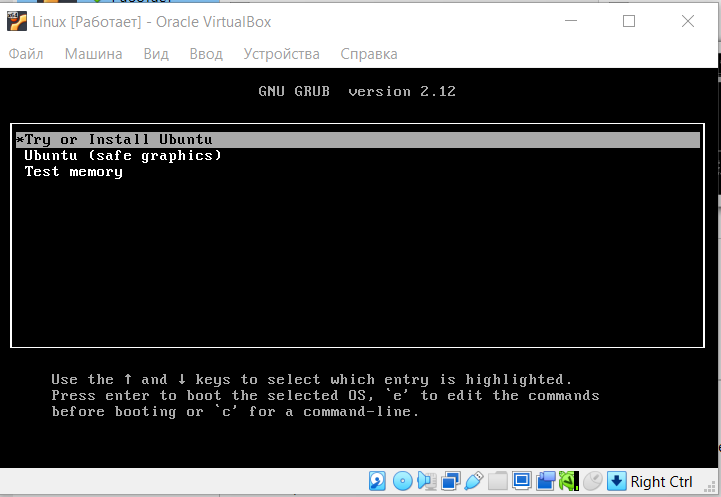 Linux [Работает] - Oracle VirtualBox
Файл Машина Вид Ввод Устройства Справка
GNU GRUB version 2.12
*Try or Install Ubuntu
Ubuntu (safe graphics)
Test memory
Use the ↑ and ↓ keys to select which entry is highlighted.
Press enter to boot the selected OS, `e' to edit the commands
before booting or `c' for a command-line.
Right Ctrl